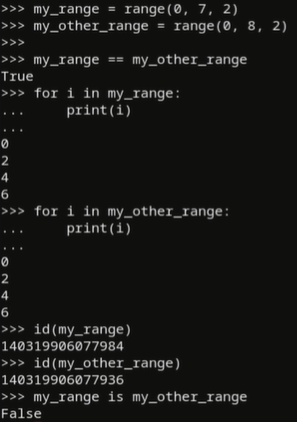 >>> my_range = range(0, 7, 2)
>>> my_other_range = range(0, 8, 2)
>>>
>>> my_range == my_other_range
True
>>> for i in my_range:
...     print(i)
...
0
2
4
6
>>> for i in my_other_range:
...     print(i)
...
0
2
4
6
>>> id(my_range)
140319906077984
>>> id(my_other_range)
140319906077936
>>> my_range is my_other_range
False